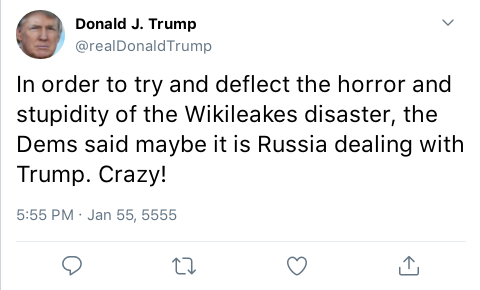 Donald J. Trump
@realDonaldTrump
In order to try and deflect the horror and
stupidity of the Wikileakes disaster, the
Dems said maybe it is Russia dealing with
Trump. Crazy!
5:55 PM · Jan 55, 5555